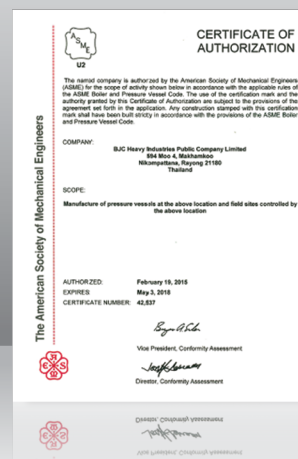 ASME
U2
CERTIFICATE OF
AUTHORIZATION
The named company is authorized by the American Society of Mechanical Engineers
(ASME) for the scope of activity shown below in accordance with the applicable rules of
the ASME Boiler and Pressure Vessel Code. The use of the certification mark and the
authority granted by this Certificate of Authorization are subject to the provisions of the
agreement set forth in the application. Any construction stamped with this certification
mark shall have been built strictly in accordance with the provisions of the ASME Boiler
and Pressure Vessel Code.
COMPANY:
BJC Heavy Industries Public Company Limited
594 Moo 4, Makhamkoo
Nikompattana, Rayong 21180
Thailand
SCOPE:
Manufacture of pressure vessels at the above location and field sites controlled by
the above location
AUTHORIZED: February 19, 2015
EXPIRES: May 3, 2018
CERTIFICATE NUMBER: 42,537
Vice President, Conformity Assessment
Director, Conformity Assessment
The American Society of Mechanical Engineers